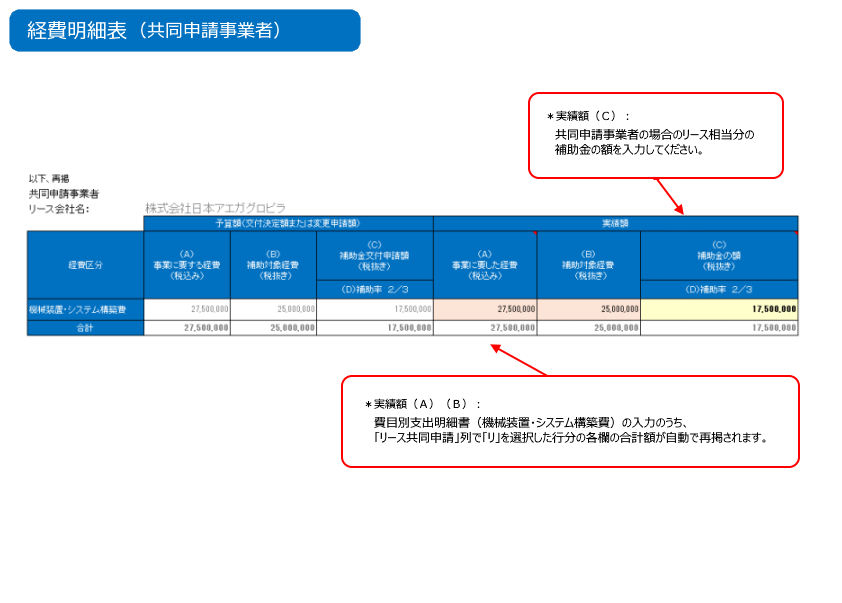 経費明細表（共同申請事業者）
＊実績額（C）：
共同申請事業者の場合のリース相当分の
補助金の額を入力してください。
以下、再掲
共同申請事業者
リース会社名： 株式会社日本アエガグロピラ
予算額(交付決定額または変更申請額) 実績額
経費区分 (A) 事業に要する経費 (税込み) (B) 補助対象経費 (税抜き) (C) 補助金交付申請額 (税抜き) (A) 事業に要した経費 (税込み) (B) 補助対象経費 (税抜き) (C) 補助金の額 (税抜き)
(D)補助率 2／3 (D)補助率 2／3
機械装置・システム構築費 27,500,000 25,000,000 17,500,000 27,500,000 25,000,000 17,500,000
合計 27,500,000 25,000,000 17,500,000 27,500,000 25,000,000 17,500,000
＊実績額（A）（B）：
費目別支出明細書（機械装置・システム構築費）の入力のうち、
「リース共同申請」列で「リ」を選択した行分の各欄の合計額が自動で再掲されます。